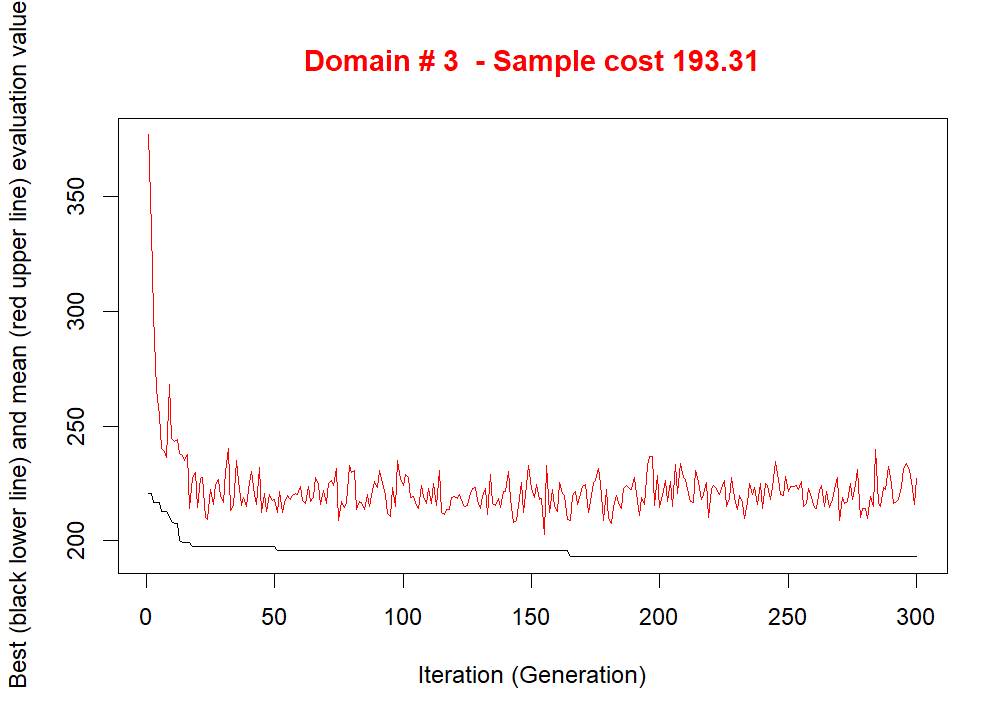 Domain # 3  - Sample cost 193.31
Best (black lower line) and mean (red upper line) evaluation value
350
300
250
200
0 50 100 150 200 250 300
Iteration (Generation)